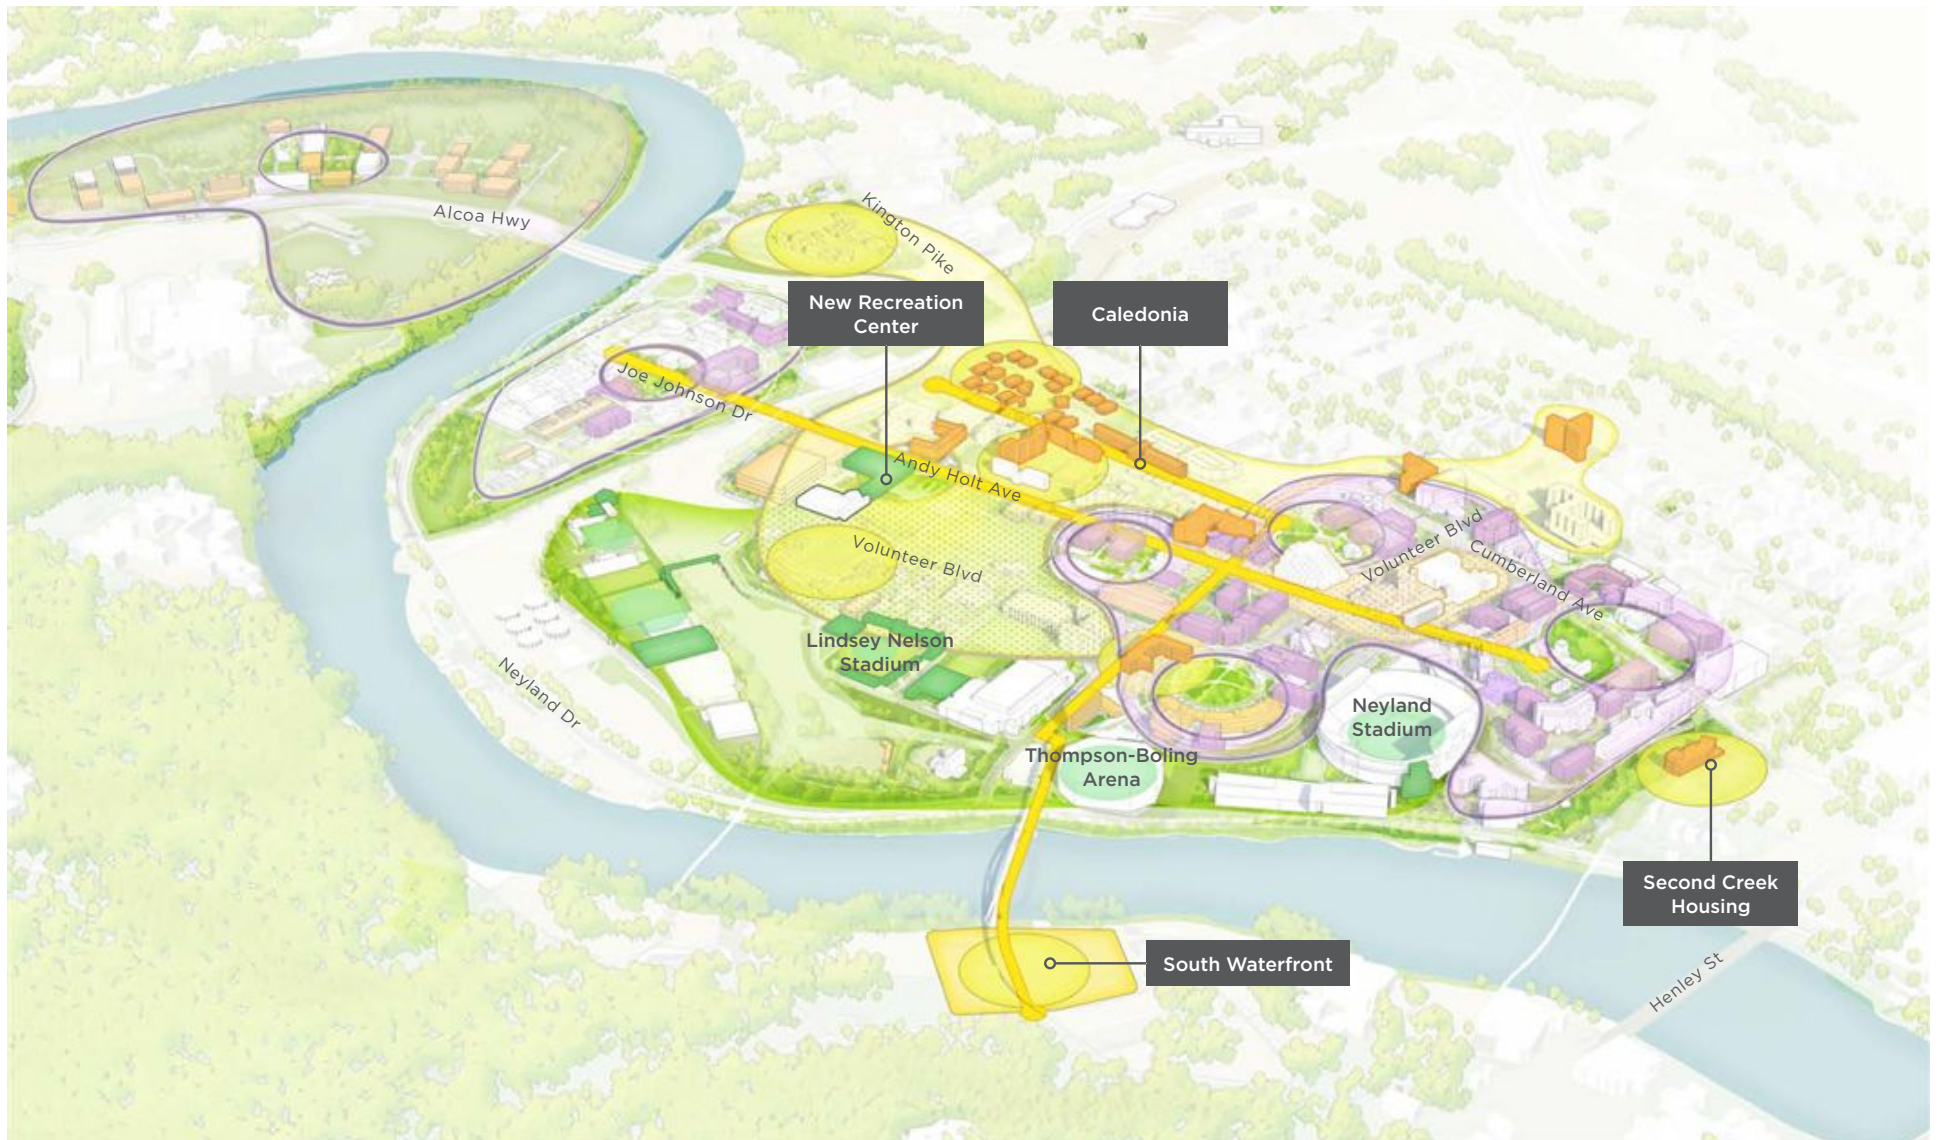 Alcoa Hwy
Kington Pike
New Recreation
Center
Caledonia
Joe Johnson Dr
Andy Holt Ave
Volunteer Blvd
Volunteer Blvd
Cumberland Ave
Lindsey Nelson
Stadium
Neyland Dr
Neyland
Stadium
Thompson-Boling
Arena
Second Creek
Housing
South Waterfront
Henley St